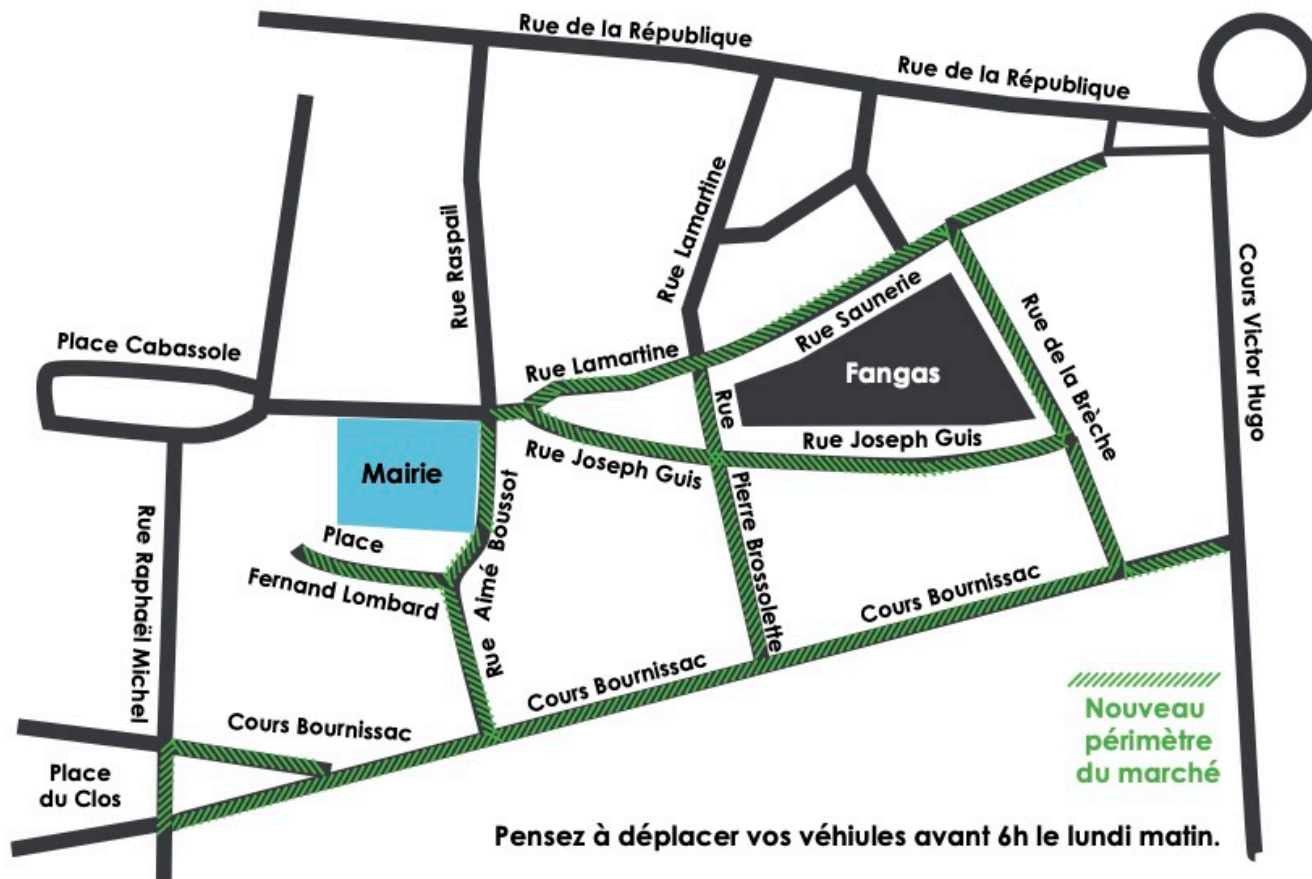 Rue de la République
Rue de la République
Rue Raspail
Rue Lamartine
Cours Victor Hugo
Place Cabassole
Rue Lamartine
Rue Saunerie
Rue de la Brèche
Fangas
Rue
Pierre Brossolette
Rue Joseph Guis
Rue Joseph Guis
Mairie
Place
Fernand Lombard
Rue Aimé Boussot
Rue Raphaël Michel
Cours Bournissac
Cours Bournissac
Cours Bournissac
Place
du Clos
Nouveau
périmètre
du marché
Pensez à déplacer vos véhiules avant 6h le lundi matin.